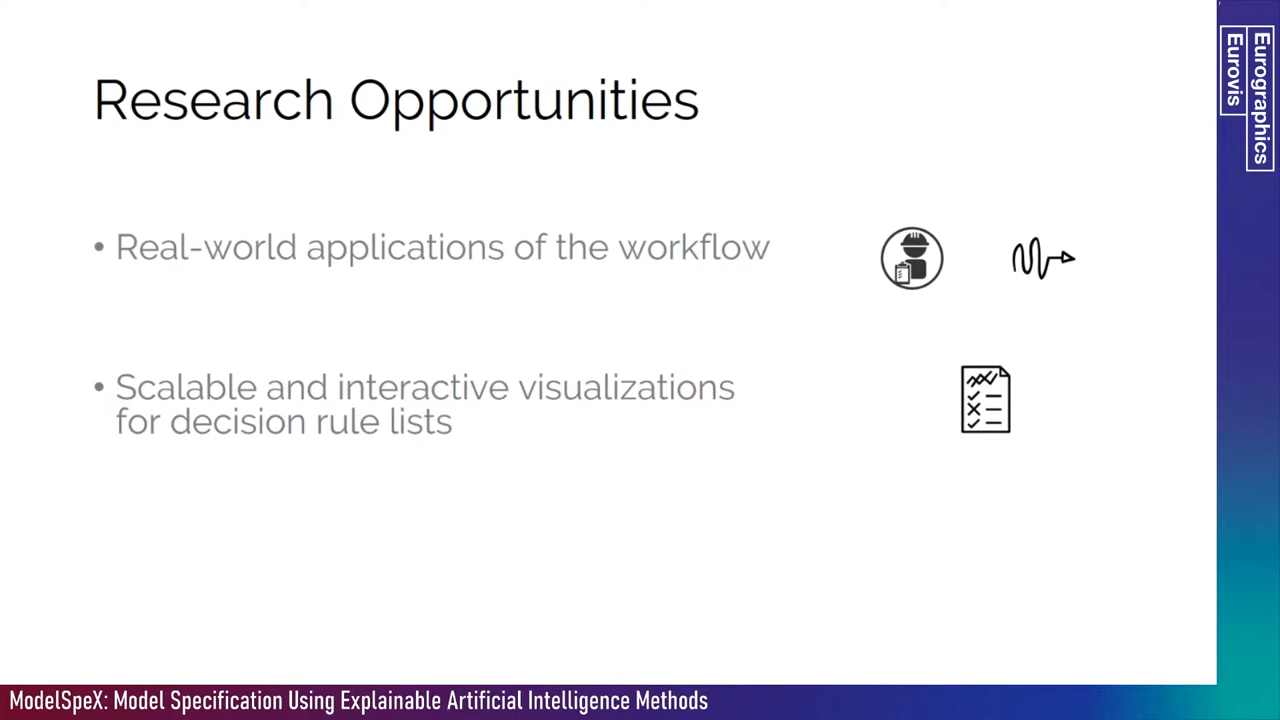 Research Opportunities
• Real-world applications of the workflow
• Scalable and interactive visualizations
for decision rule lists
Eurographics
Eurovis
ModelSpeX: Model Specification Using Explainable Artificial Intelligence Methods